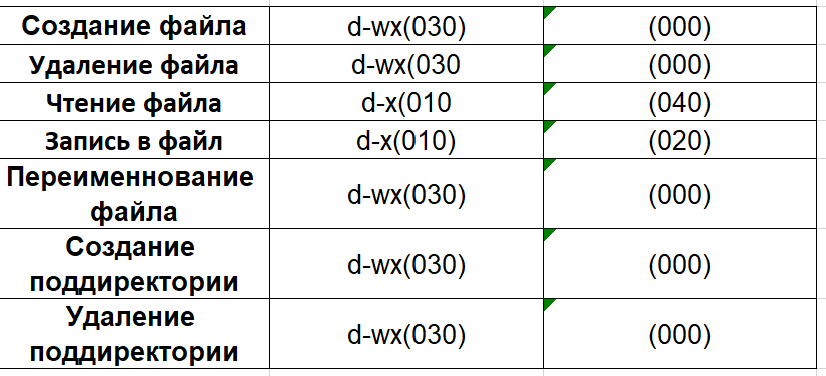 Создание файла d-wx(030) (000)
Удаление файла d-wx(030 (000)
Чтение файла d-x(010 (040)
Запись в файл d-x(010) (020)
Переименнование
файла d-wx(030) (000)
Создание
поддиректории d-wx(030) (000)
Удаление
поддиректории d-wx(030) (000)